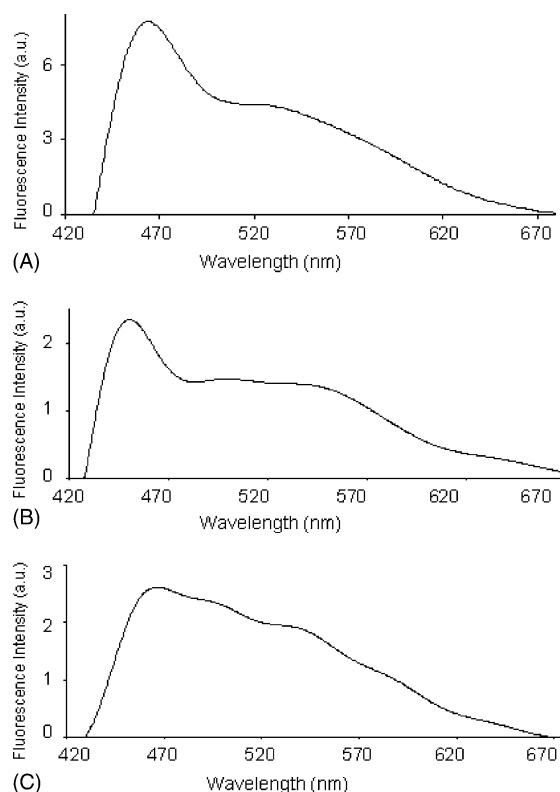 Fluorescence Intensity (a.u.)
6
3
0
420 470 520 570 620 670
Wavelength (nm)
(A)
Fluorescence Intensity (a.u.)
2
1
0
420 470 520 570 620 670
Wavelength (nm)
(B)
Fluorescence Intensity (a.u.)
3
2
1
0
420 470 520 570 620 670
Wavelength (nm)
(C)